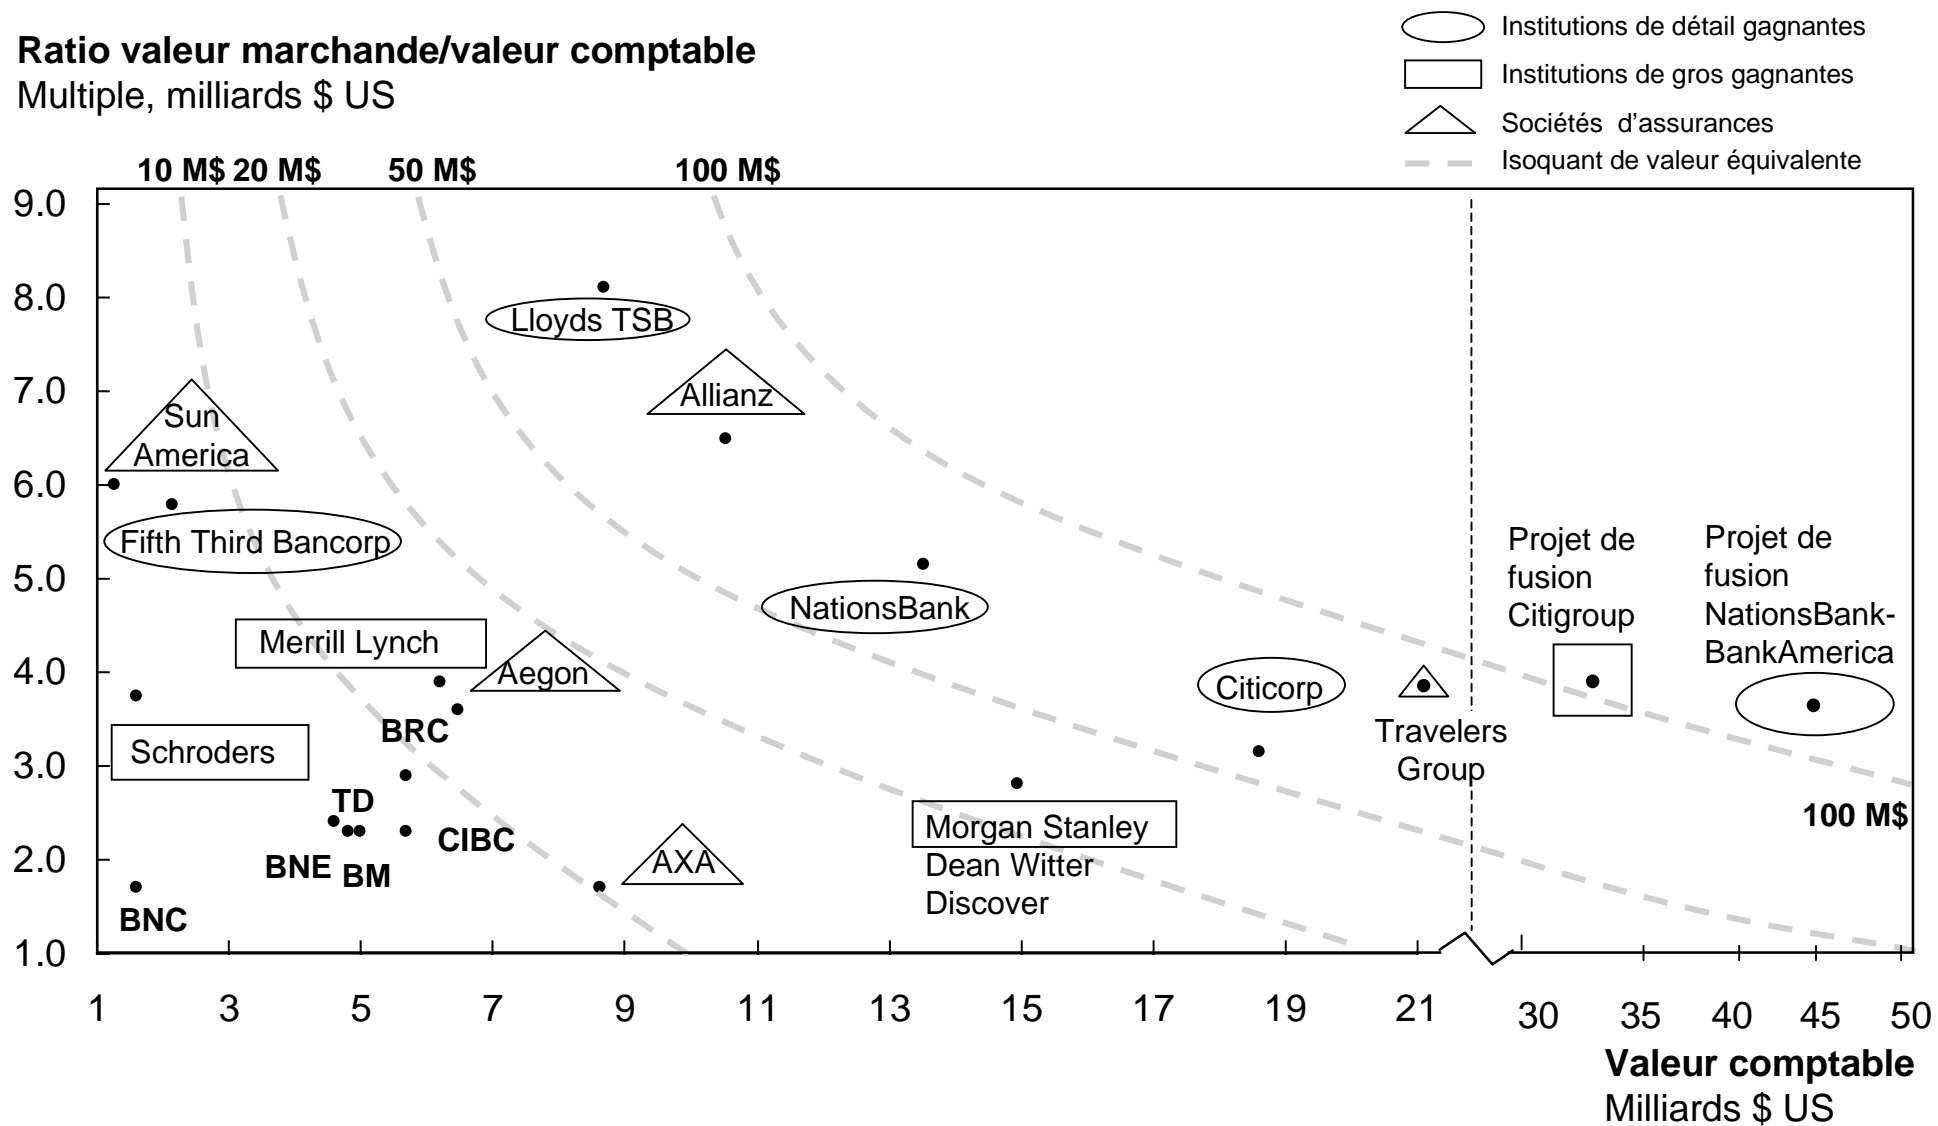 Ratio valeur marchande/valeur comptable
Multiple, milliards $ US
Institutions de détail gagnantes
Institutions de gros gagnantes
Sociétés d’assurances
Isoquant de valeur équivalente
10 M$ 20 M$ 50 M$ 100 M$
9.0
8.0
7.0
6.0
5.0
4.0
3.0
2.0
1.0
Lloyds TSB
Allianz
Sun
America
Fifth Third Bancorp
NationsBank
Merrill Lynch
Aegon
Citicorp
Projet de
fusion
Citigroup
Projet de
fusion
NationsBank-
BankAmerica
BRC
Schroders
Travelers
Group
TD
CIBC
BNE
BM
AXA
Morgan Stanley
Dean Witter
Discover
BNC
100 M$
1 3 5 7 9 11 13 15 17 19 21 30 35 40 45 50
Valeur comptable
Milliards $ US